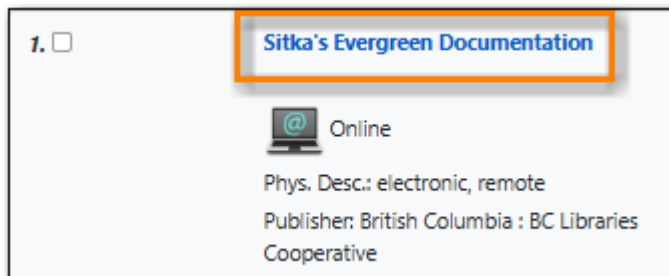 1.
Sitka's Evergreen Documentation
@
Online
Phys. Desc.: electronic, remote
Publisher: British Columbia : BC Libraries
Cooperative